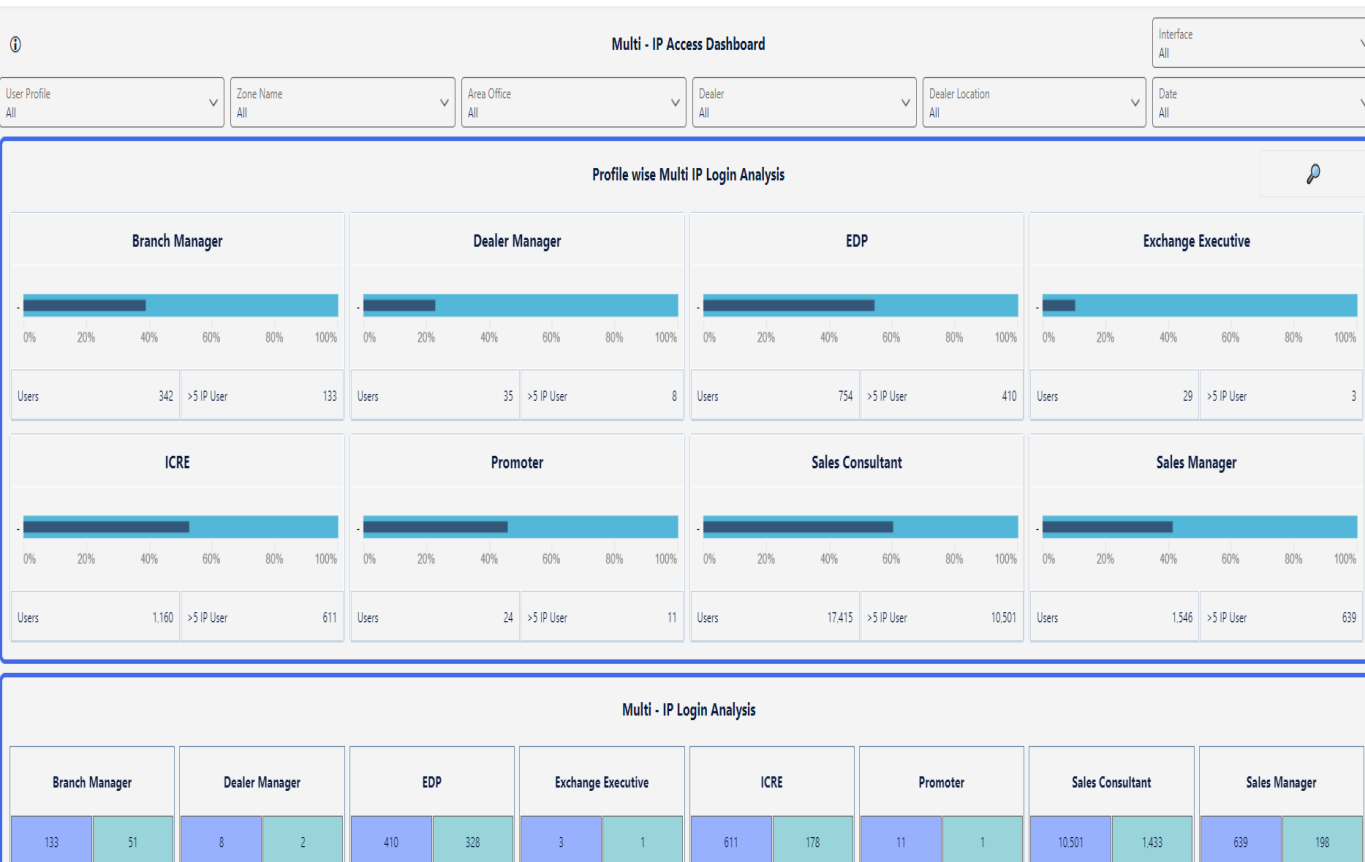 Multi - IP Access Dashboard
Interface
All
User Profile
All
Zone Name
All
Area Office
All
Dealer
All
Dealer Location
All
Date
All
Profile wise Multi IP Login Analysis
Branch Manager
-
0% 20% 40% 60% 80% 100%
Users 342 >5 IP User 133
Dealer Manager
-
0% 20% 40% 60% 80% 100%
Users 35 >5 IP User 8
EDP
-
0% 20% 40% 60% 80% 100%
Users 754 >5 IP User 410
Exchange Executive
-
0% 20% 40% 60% 80% 100%
Users 29 >5 IP User 3
ICRE
-
0% 20% 40% 60% 80% 100%
Users 1,160 >5 IP User 611
Promoter
-
0% 20% 40% 60% 80% 100%
Users 24 >5 IP User 11
Sales Consultant
-
0% 20% 40% 60% 80% 100%
Users 17,415 >5 IP User 10,501
Sales Manager
-
0% 20% 40% 60% 80% 100%
Users 1,546 >5 IP User 639
Multi - IP Login Analysis
Branch Manager Dealer Manager EDP Exchange Executive ICRE Promoter Sales Consultant Sales Manager
133 51 8 2 410 328 3 1 611 178 11 1 10,501 1,433 639 198